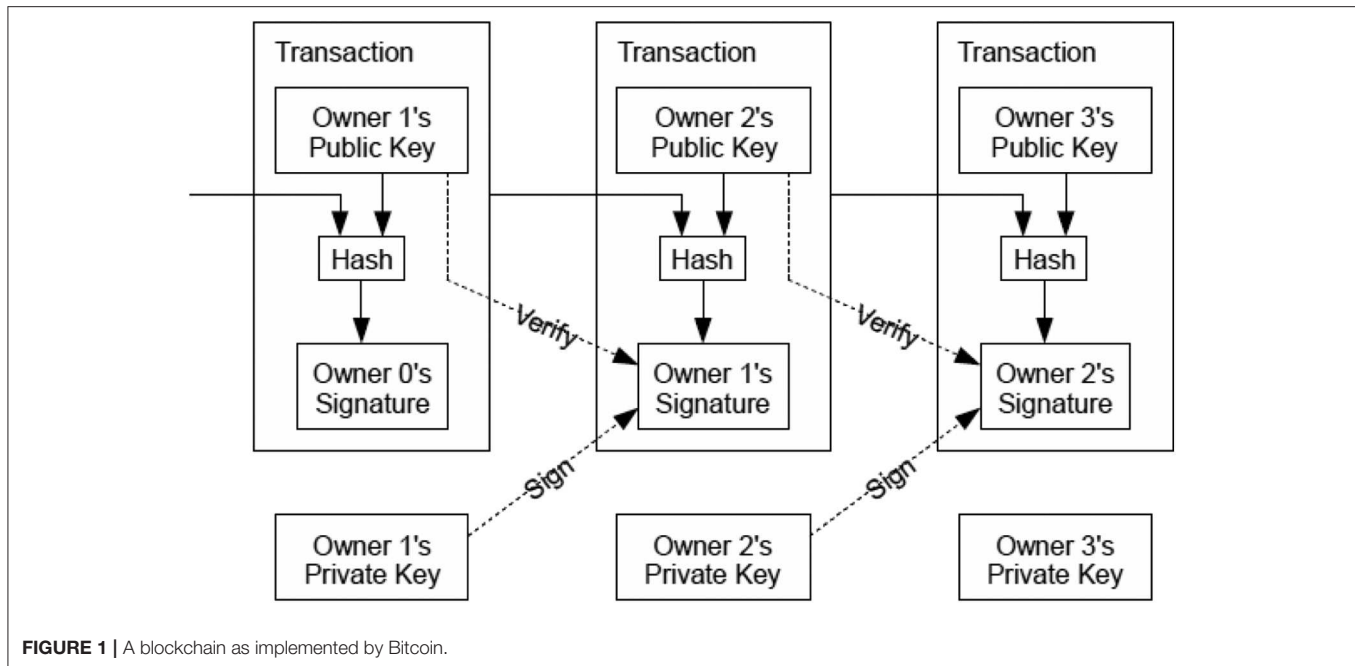 Transaction
Owner 1's
Public Key
Hash
Owner 0's
Signature
Transaction
Owner 2's
Public Key
Hash
Owner 1's
Signature
Transaction
Owner 3's
Public Key
Hash
Owner 2's
Signature
Verify
Verify
Sign
Sign
Owner 1's
Private Key
Owner 2's
Private Key
Owner 3's
Private Key
FIGURE 1 | A blockchain as implemented by Bitcoin.